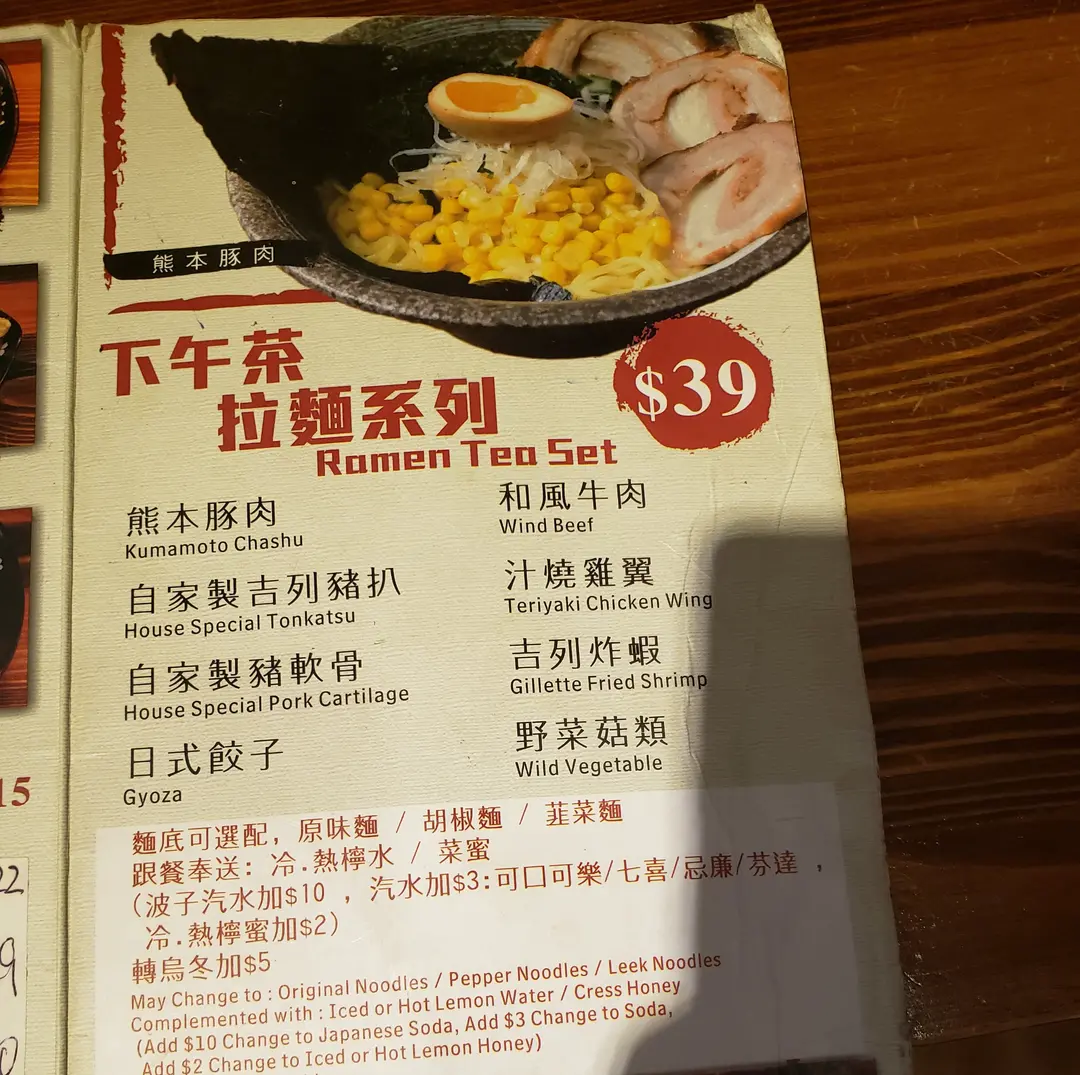 熊本豚肉
下午茶
拉麵系列
Ramen Tea Set
$39
熊本豚肉
Kumamoto Chashu
自家製吉列豬扒
House Special Tonkatsu
自家製豬軟骨
House Special Pork Cartilage
日式餃子
Gyoza
和風牛肉
Wind Beef
汁燒雞翼
Teriyaki Chicken Wing
吉列炸蝦
Gillette Fried Shrimp
野菜菇類
Wild Vegetable
麵底可選配, 原味麵 / 胡椒麵 / 韮菜麵
跟餐奉送: 冷.熱檸水 / 菜蜜
(波子汽水加$10 , 汽水加$3:可口可樂/七喜/忌廉/芬達 ,
冷.熱檸蜜加$2)
轉烏冬加$5
May Change to : Original Noodles / Pepper Noodles / Leek Noodles
Complemented with : Iced or Hot Lemon Water / Cress Honey
(Add $10 Change to Japanese Soda, Add $3 Change to Soda,
Add $2 Change to Iced or Hot Lemon Honey)
15
22
9